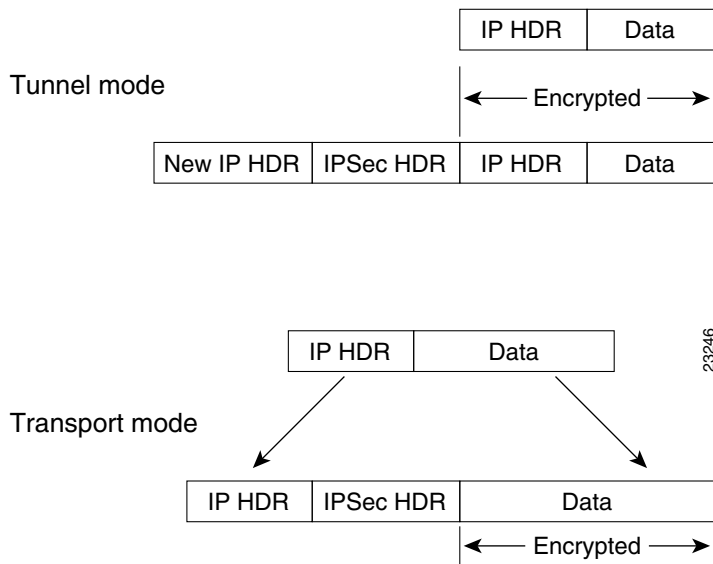 IP HDR Data
Tunnel mode
Encrypted
New IP HDR IPSec HDR IP HDR Data
IP HDR Data
23246
Transport mode
IP HDR IPSec HDR Data
Encrypted